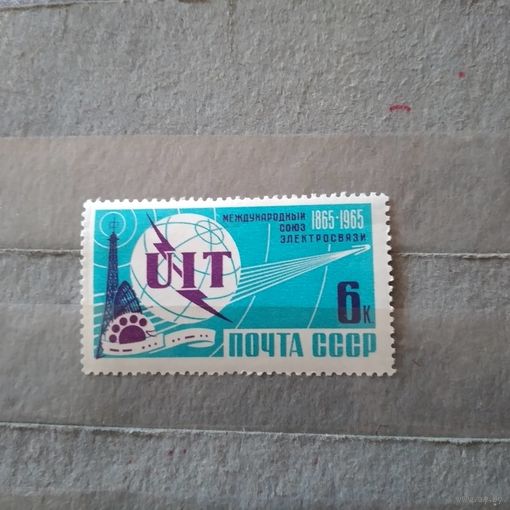 МЕЖДУНАРОДНЫЙ
СОЮЗ
ЭЛЕКТРОСВЯЗИ
1865-1965
UIT
6К
ПОЧТА СССР